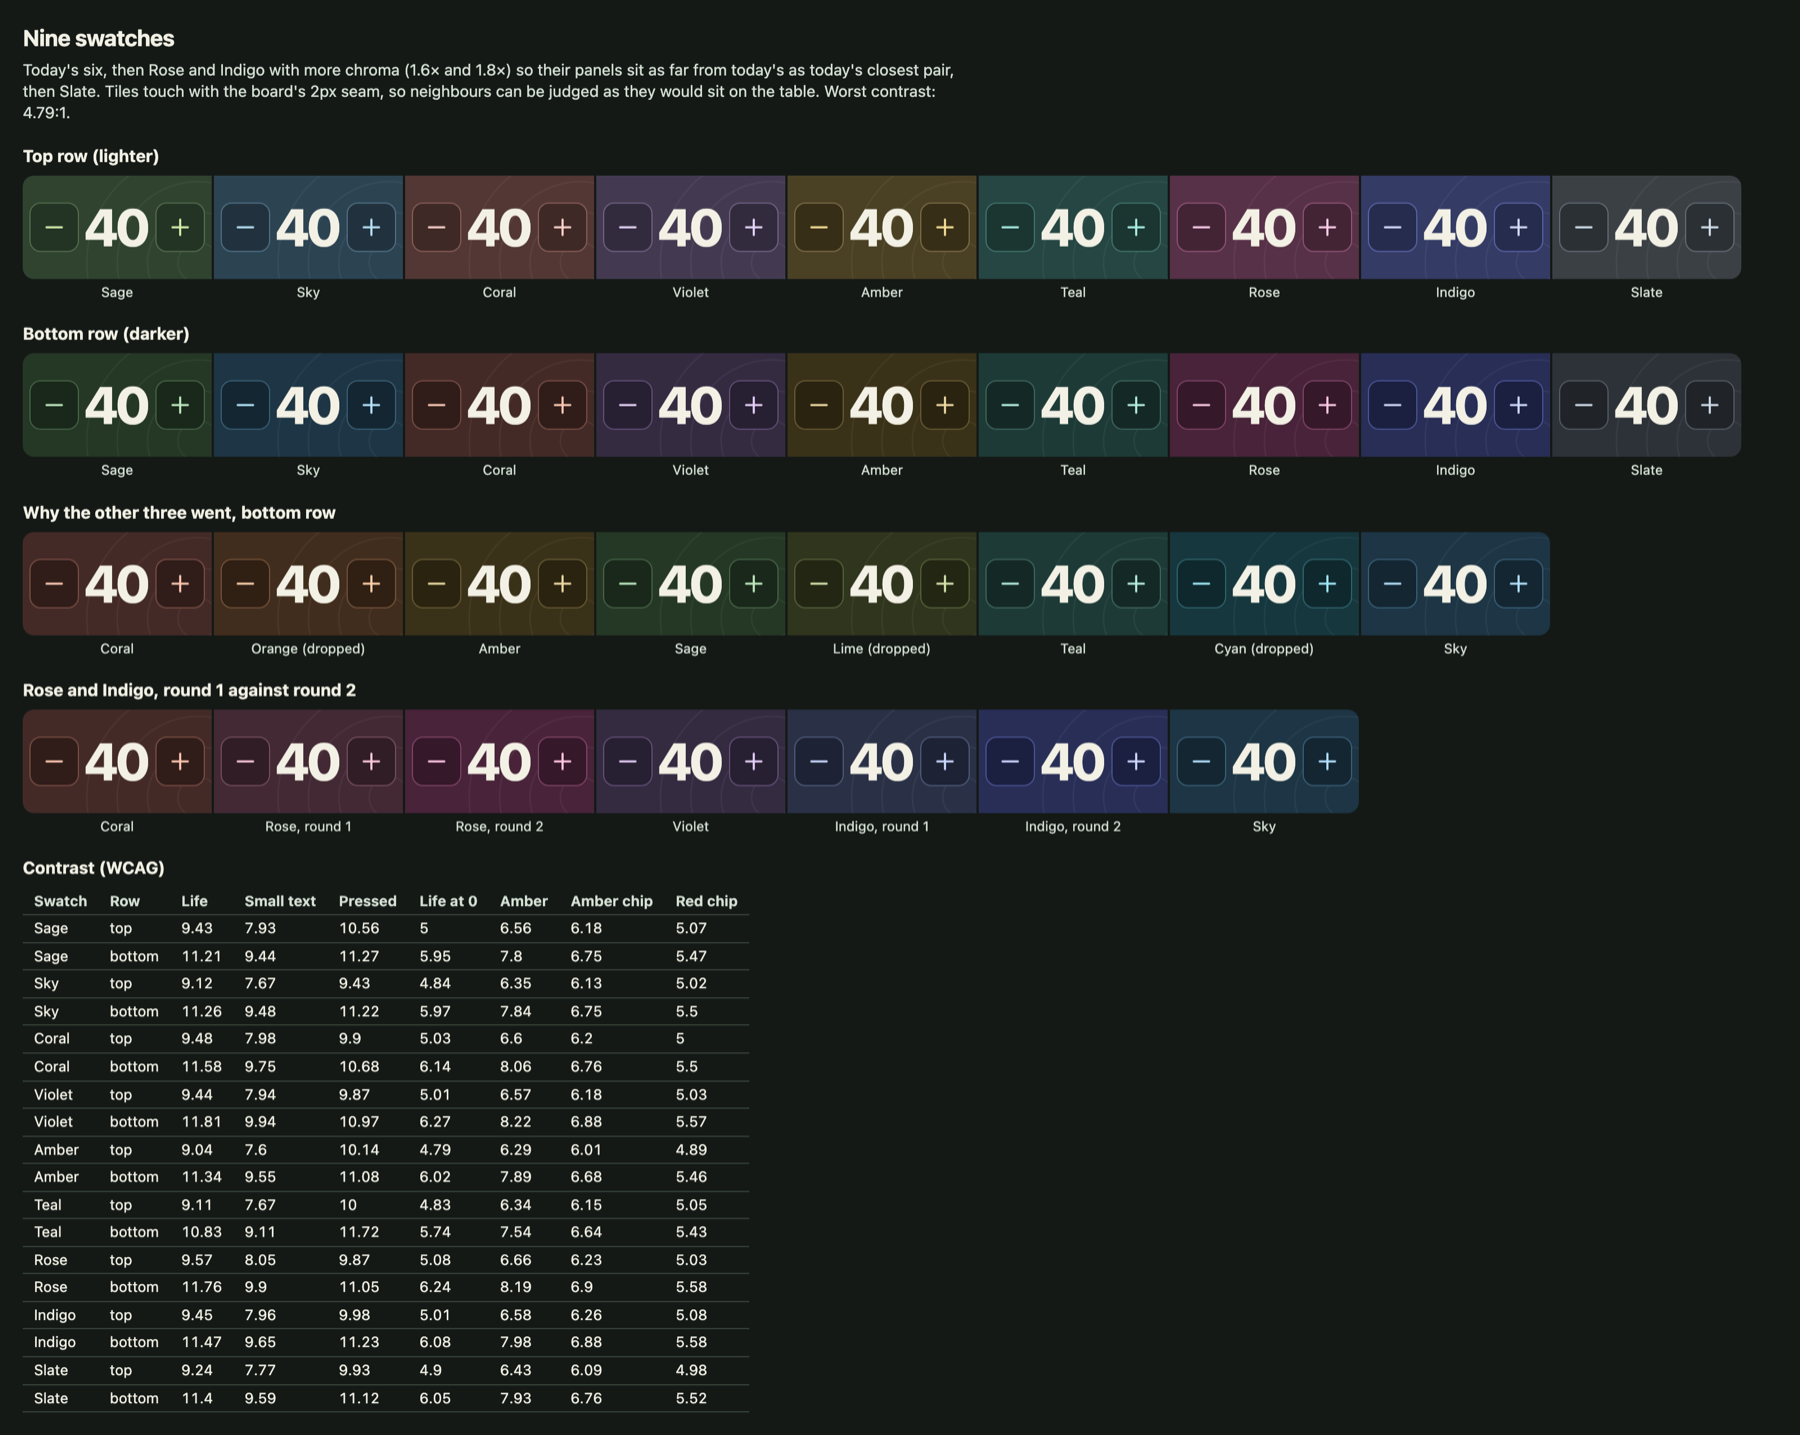 Nine swatches
Today's six, then Rose and Indigo with more chroma (1.6× and 1.8×) so their panels sit as far from today's as today's closest pair,
then Slate. Tiles touch with the board's 2px seam, so neighbours can be judged as they would sit on the table. Worst contrast:
4.79:1.
Top row (lighter)
− 40 + − 40 + − 40 + − 40 + − 40 + − 40 + − 40 + − 40 + − 40 +
Sage Sky Coral Violet Amber Teal Rose Indigo Slate
Bottom row (darker)
− 40 + − 40 + − 40 + − 40 + − 40 + − 40 + − 40 + − 40 + − 40 +
Sage Sky Coral Violet Amber Teal Rose Indigo Slate
Why the other three went, bottom row
− 40 + − 40 + − 40 + − 40 + − 40 + − 40 + − 40 + − 40 +
Coral Orange (dropped) Amber Sage Lime (dropped) Teal Cyan (dropped) Sky
Rose and Indigo, round 1 against round 2
− 40 + − 40 + − 40 + − 40 + − 40 + − 40 + − 40 +
Coral Rose, round 1 Rose, round 2 Violet Indigo, round 1 Indigo, round 2 Sky
Contrast (WCAG)
Swatch Row Life Small text Pressed Life at 0 Amber Amber chip Red chip
Sage top 9.43 7.93 10.56 5 6.56 6.18 5.07
Sage bottom 11.21 9.44 11.27 5.95 7.8 6.75 5.47
Sky top 9.12 7.67 9.43 4.84 6.35 6.13 5.02
Sky bottom 11.26 9.48 11.22 5.97 7.84 6.75 5.5
Coral top 9.48 7.98 9.9 5.03 6.6 6.2 5
Coral bottom 11.58 9.75 10.68 6.14 8.06 6.76 5.5
Violet top 9.44 7.94 9.87 5.01 6.57 6.18 5.03
Violet bottom 11.81 9.94 10.97 6.27 8.22 6.88 5.57
Amber top 9.04 7.6 10.14 4.79 6.29 6.01 4.89
Amber bottom 11.34 9.55 11.08 6.02 7.89 6.68 5.46
Teal top 9.11 7.67 10 4.83 6.34 6.15 5.05
Teal bottom 10.83 9.11 11.72 5.74 7.54 6.64 5.43
Rose top 9.57 8.05 9.87 5.08 6.66 6.23 5.03
Rose bottom 11.76 9.9 11.05 6.24 8.19 6.9 5.58
Indigo top 9.45 7.96 9.98 5.01 6.58 6.26 5.08
Indigo bottom 11.47 9.65 11.23 6.08 7.98 6.88 5.58
Slate top 9.24 7.77 9.93 4.9 6.43 6.09 4.98
Slate bottom 11.4 9.59 11.12 6.05 7.93 6.76 5.52